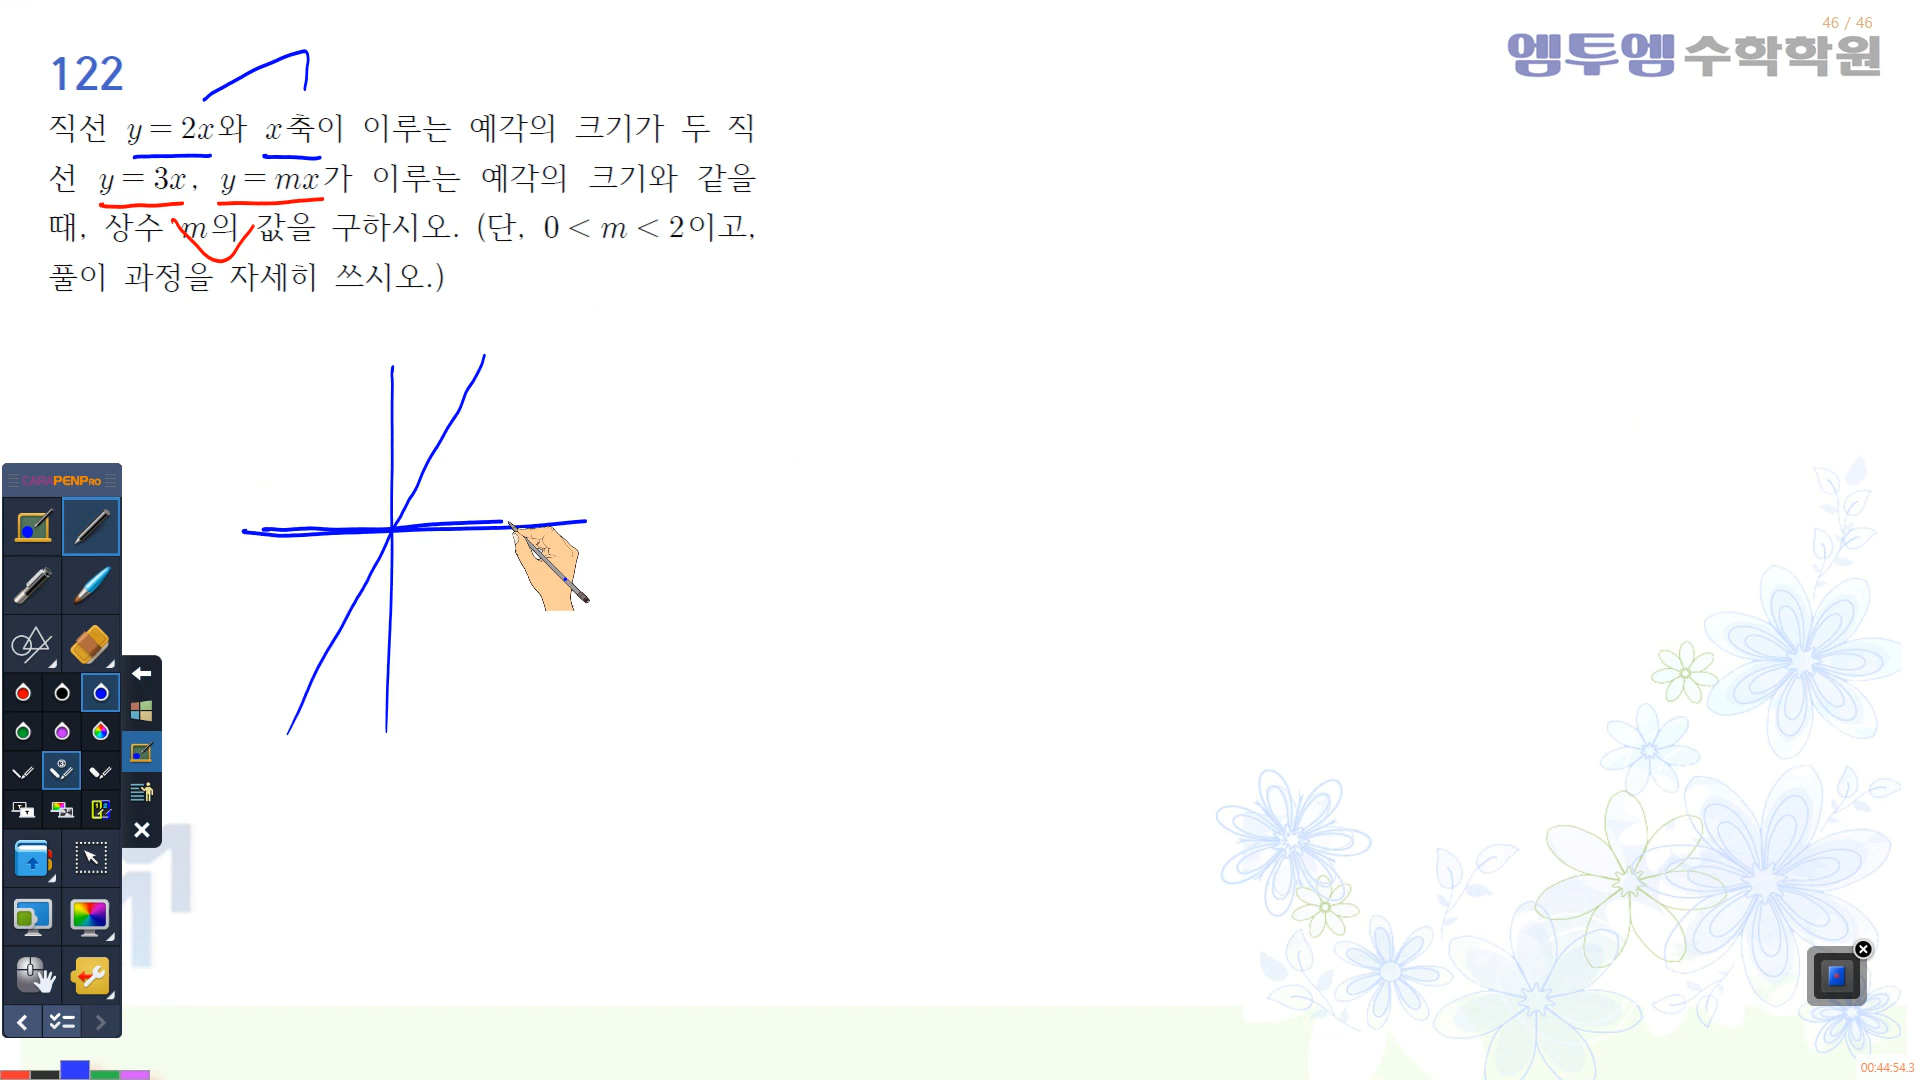 46 / 46
엠투엠 수학학원
122
직선 y = 2x와 x축이 이루는 예각의 크기가 두 직
선 y = 3x, y = mx가 이루는 예각의 크기와 같을
때, 상수 m의 값을 구하시오. (단, 0 < m < 2이고,
풀이 과정을 자세히 쓰시오.)
CARAPENPRO
00:44:54.3